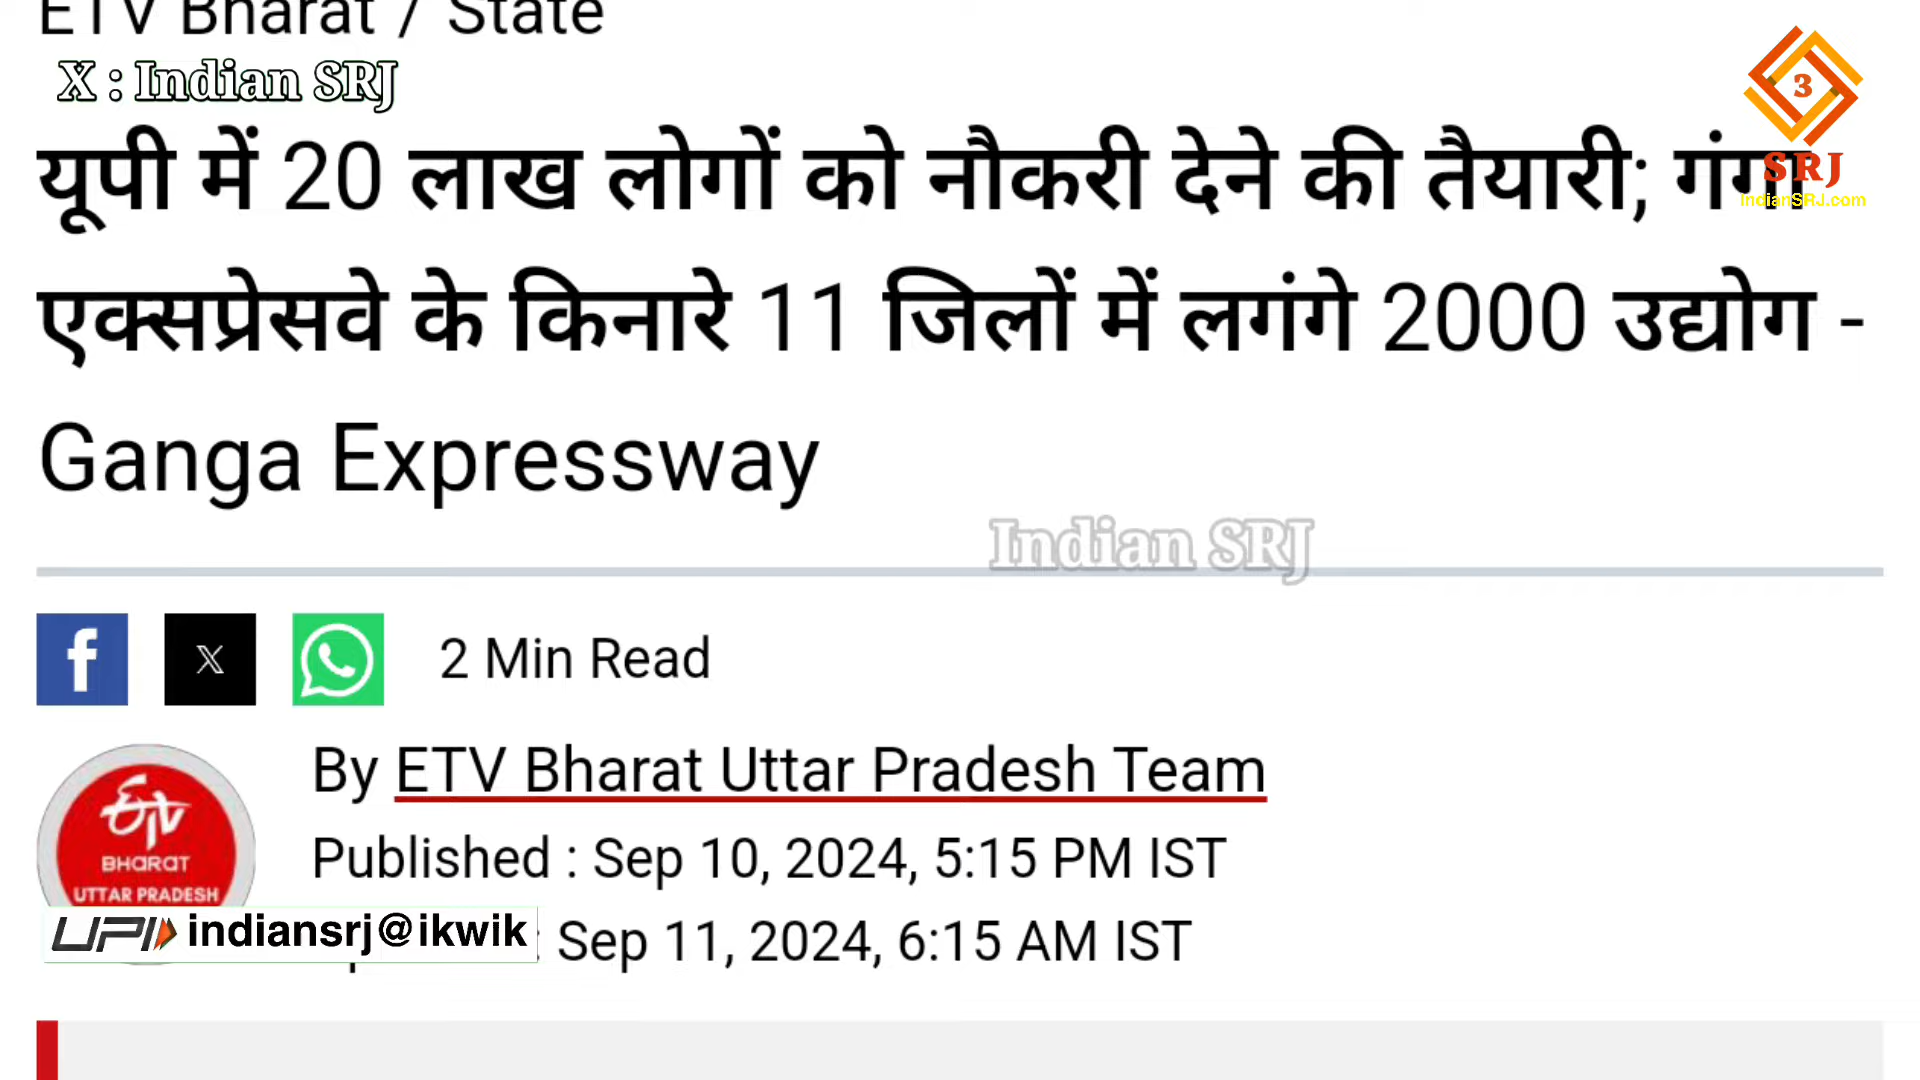 ETV Bharat / State
X : Indian SRJ
3
SRJ
IndianSRJ.com
यूपी में 20 लाख लोगों को नौकरी देने की तैयारी; गंगा
एक्सप्रेसवे के किनारे 11 जिलों में लगंगे 2000 उद्योग -
Ganga Expressway
Indian SRJ
f
X
2 Min Read
By ETV Bharat Uttar Pradesh Team
Published : Sep 10, 2024, 5:15 PM IST
ETV
BHARAT
UTTAR PRADESH
UPI indiansrj@ikwik
: Sep 11, 2024, 6:15 AM IST